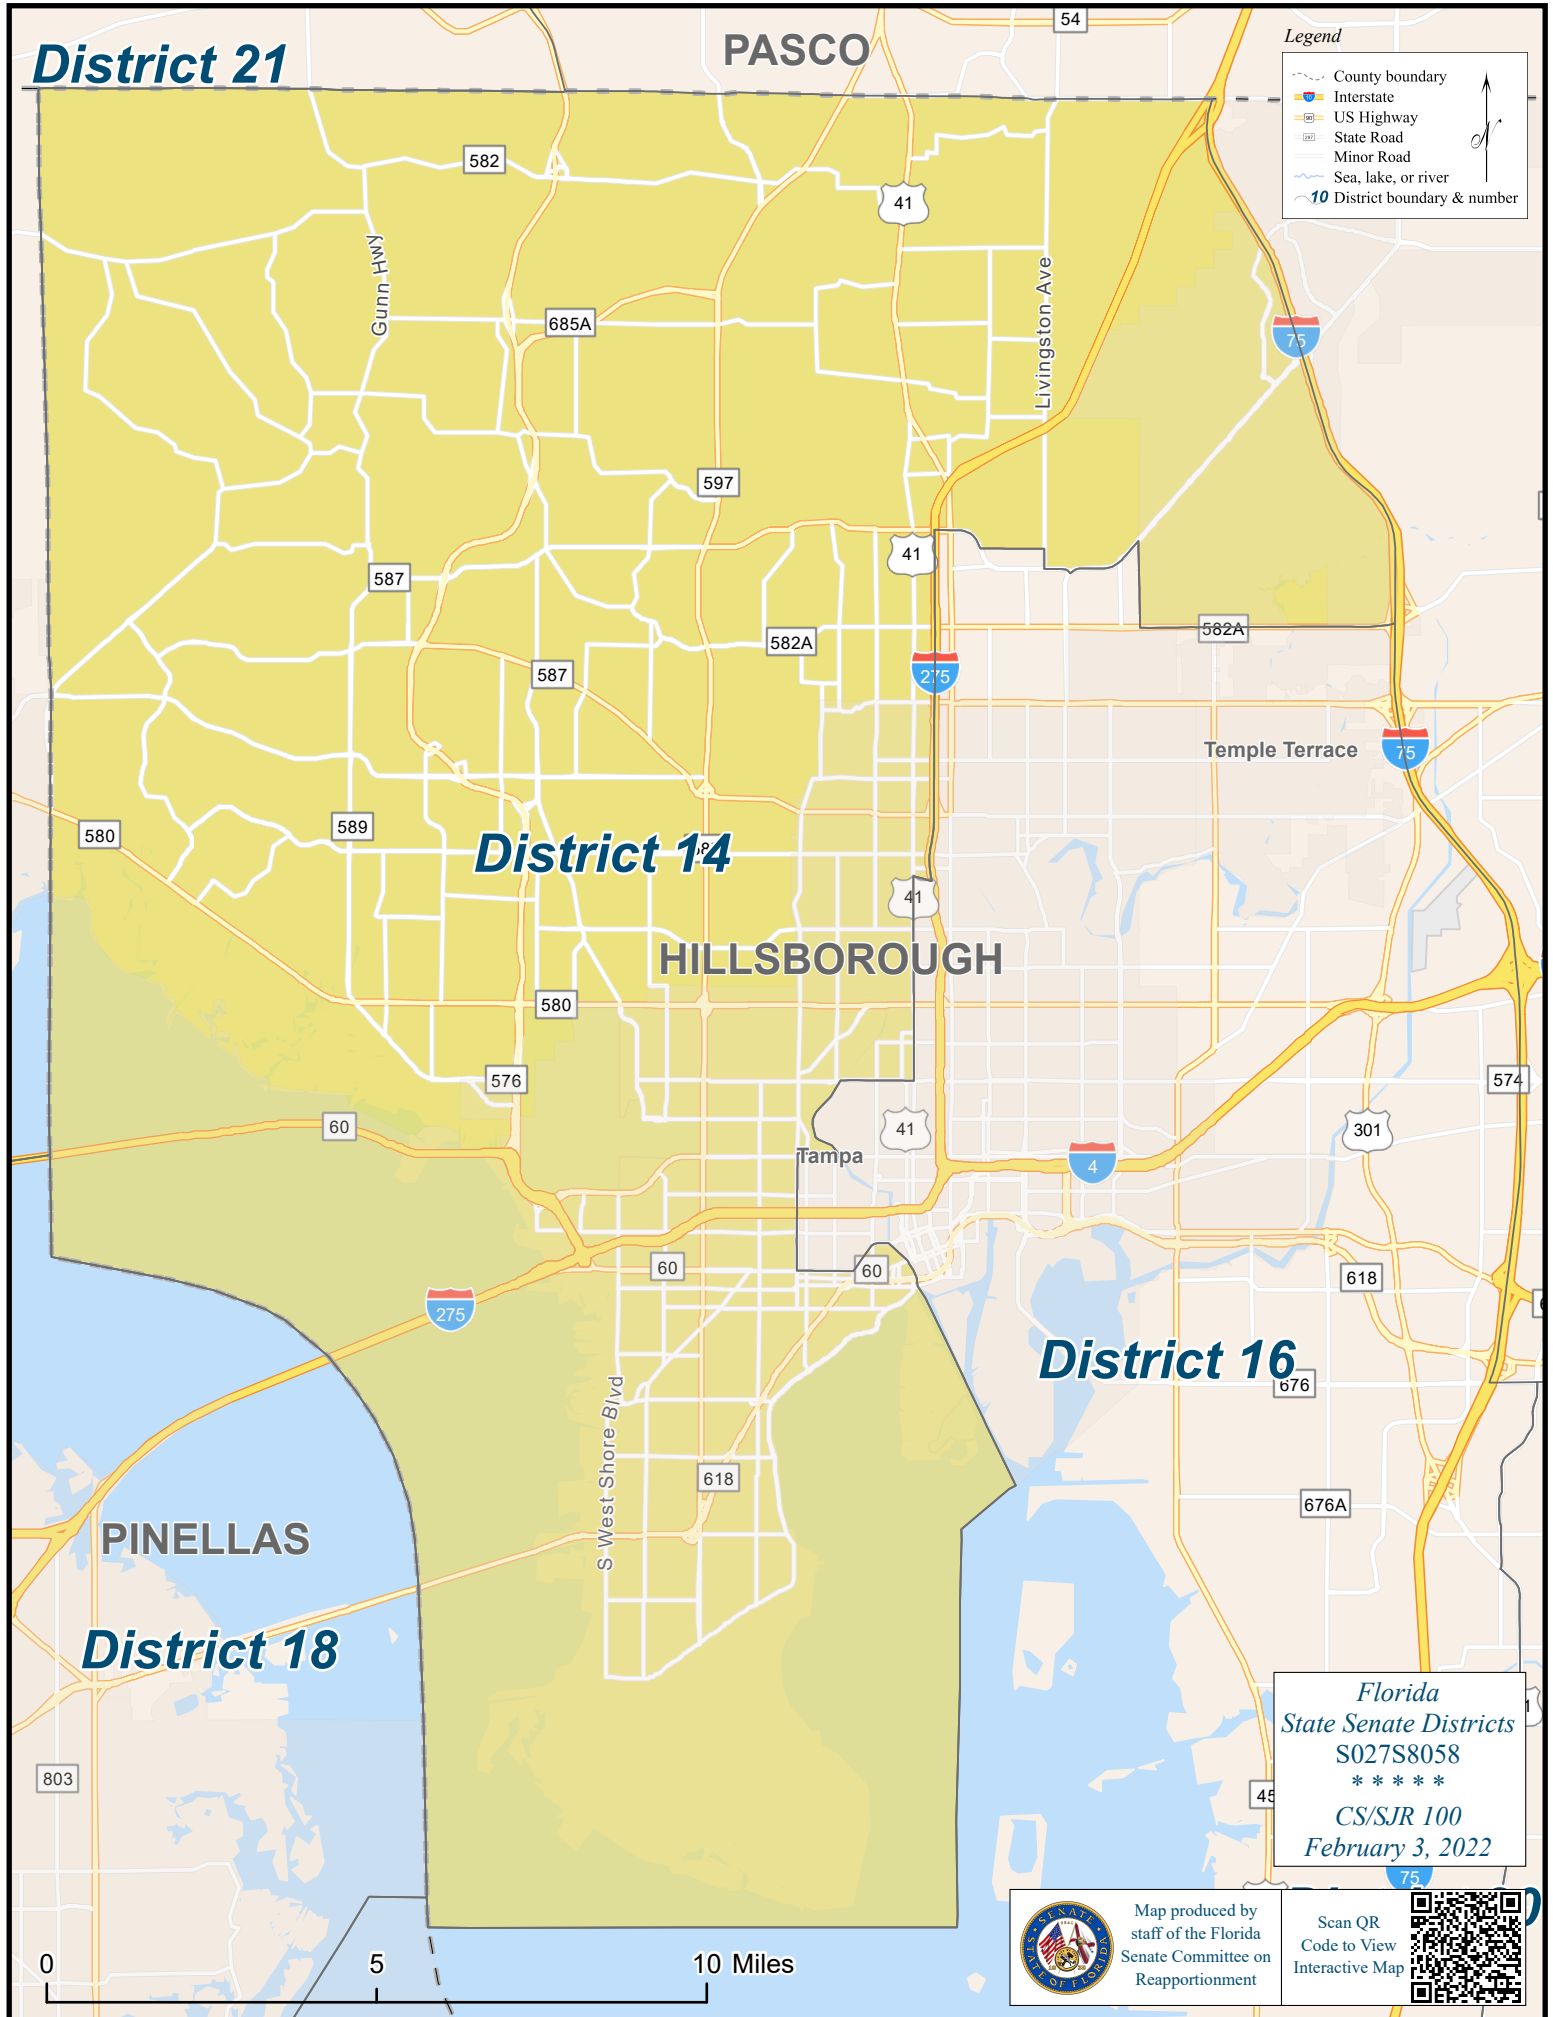 District 21
PASCO
54
Legend
County boundary
Interstate
US Highway
State Road
Minor Road
Sea, lake, or river
10 District boundary & number
N
582
41
Gunn Hwy
Livingston Ave
685A
75
597
41
587
582A
582A
587
275
Temple Terrace
75
580
589
District 14
41
HILLSBOROUGH
580
576
574
60
41
301
Tampa
4
60
60
618
275
District 16
676
S West Shore Blvd
618
676A
PINELLAS
District 18
803
45
75
Florida
State Senate Districts
S027S8058
* * * * *
CS/SJR 100
February 3, 2022
0
5
10 Miles
SENATE
STATE OF FLORIDA
Map produced by
staff of the Florida
Senate Committee on
Reapportionment
Scan QR
Code to View
Interactive Map